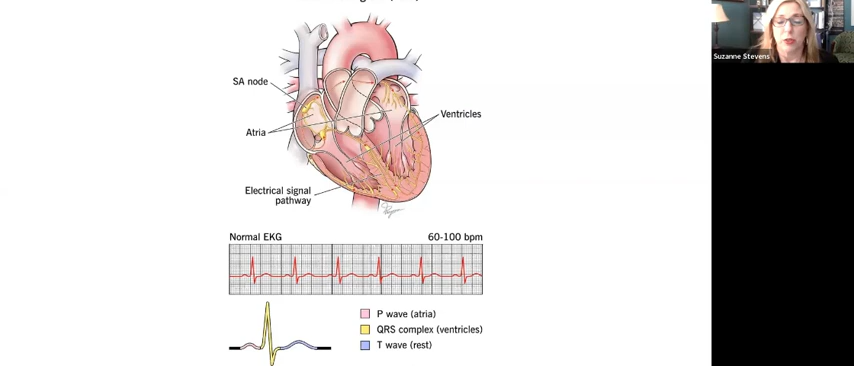 SA node
Suzanne Stevens
Ventricles
Atria
Electrical signal
pathway
Normal EKG
60-100 bpm
P wave (atria)
QRS complex (ventricles)
T wave (rest)